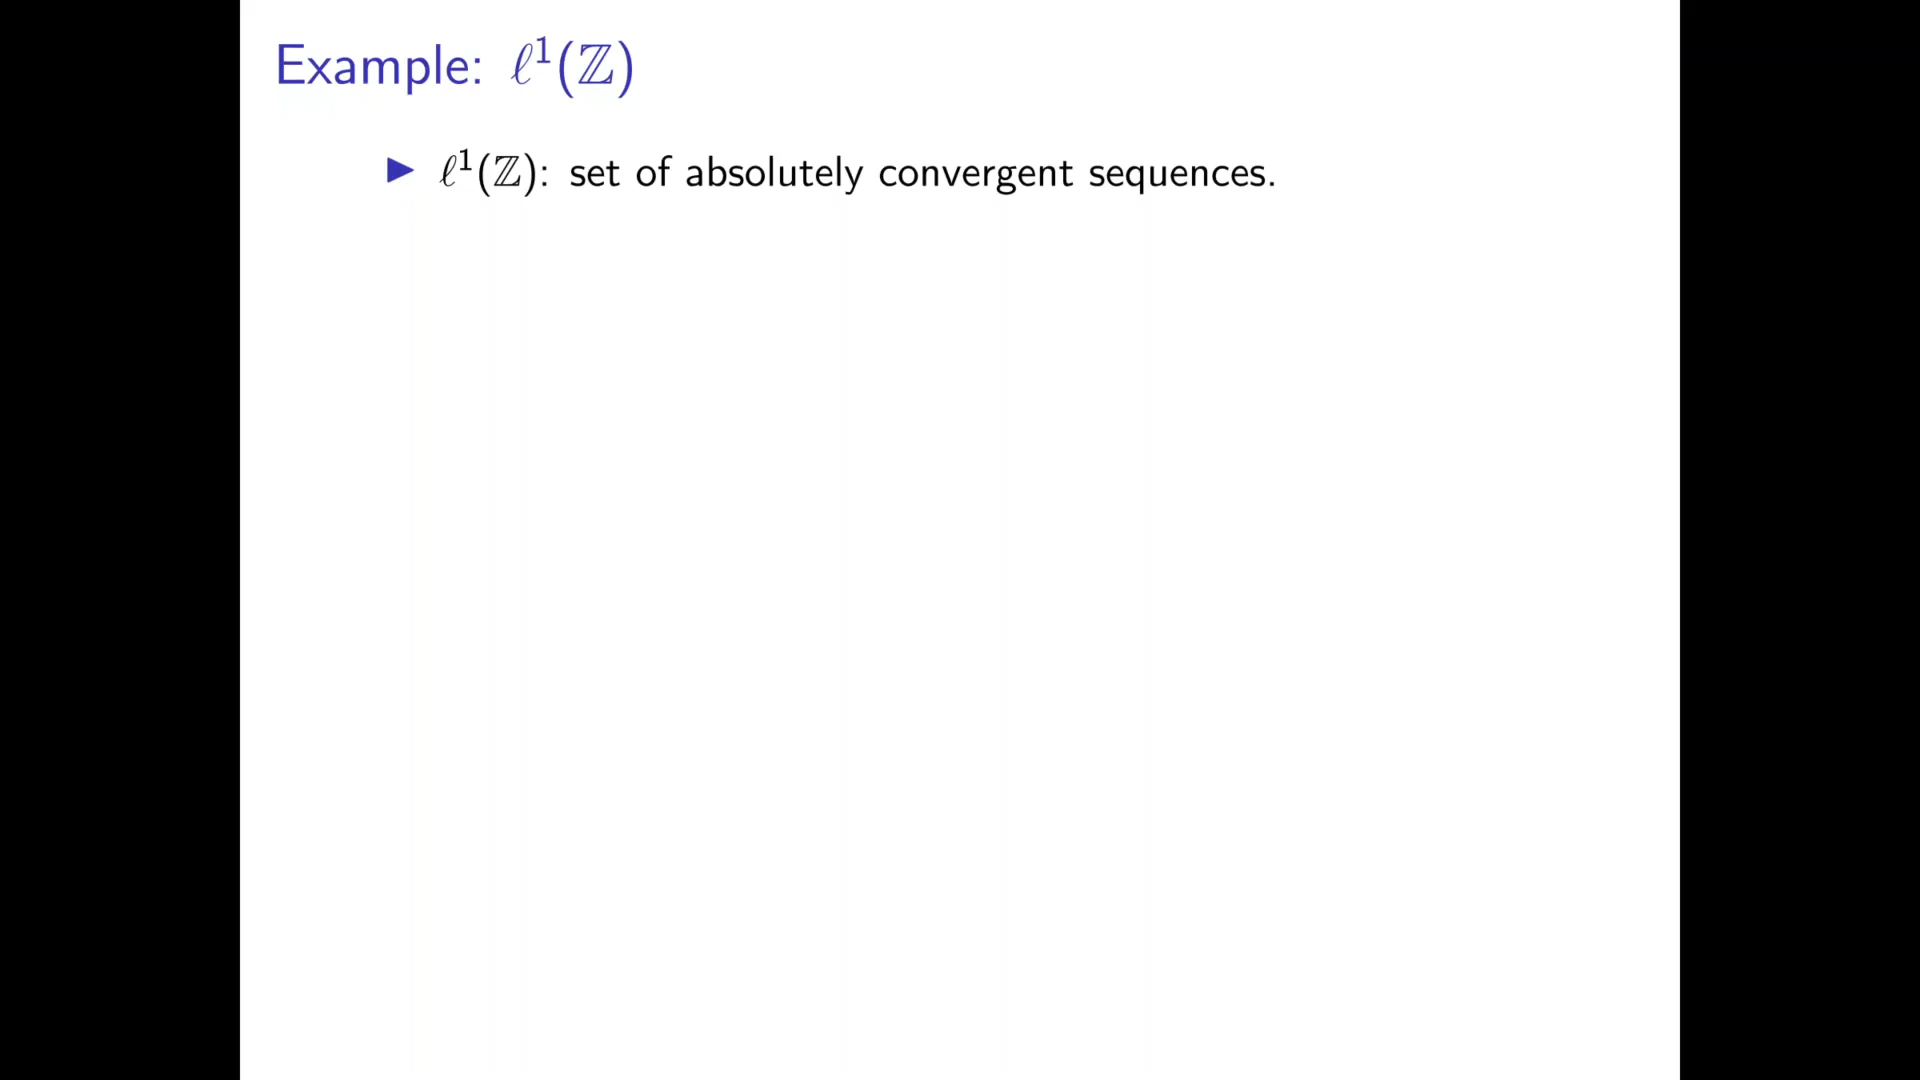 Example: ℓ¹(ℤ)
▶ ℓ¹(ℤ): set of absolutely convergent sequences.